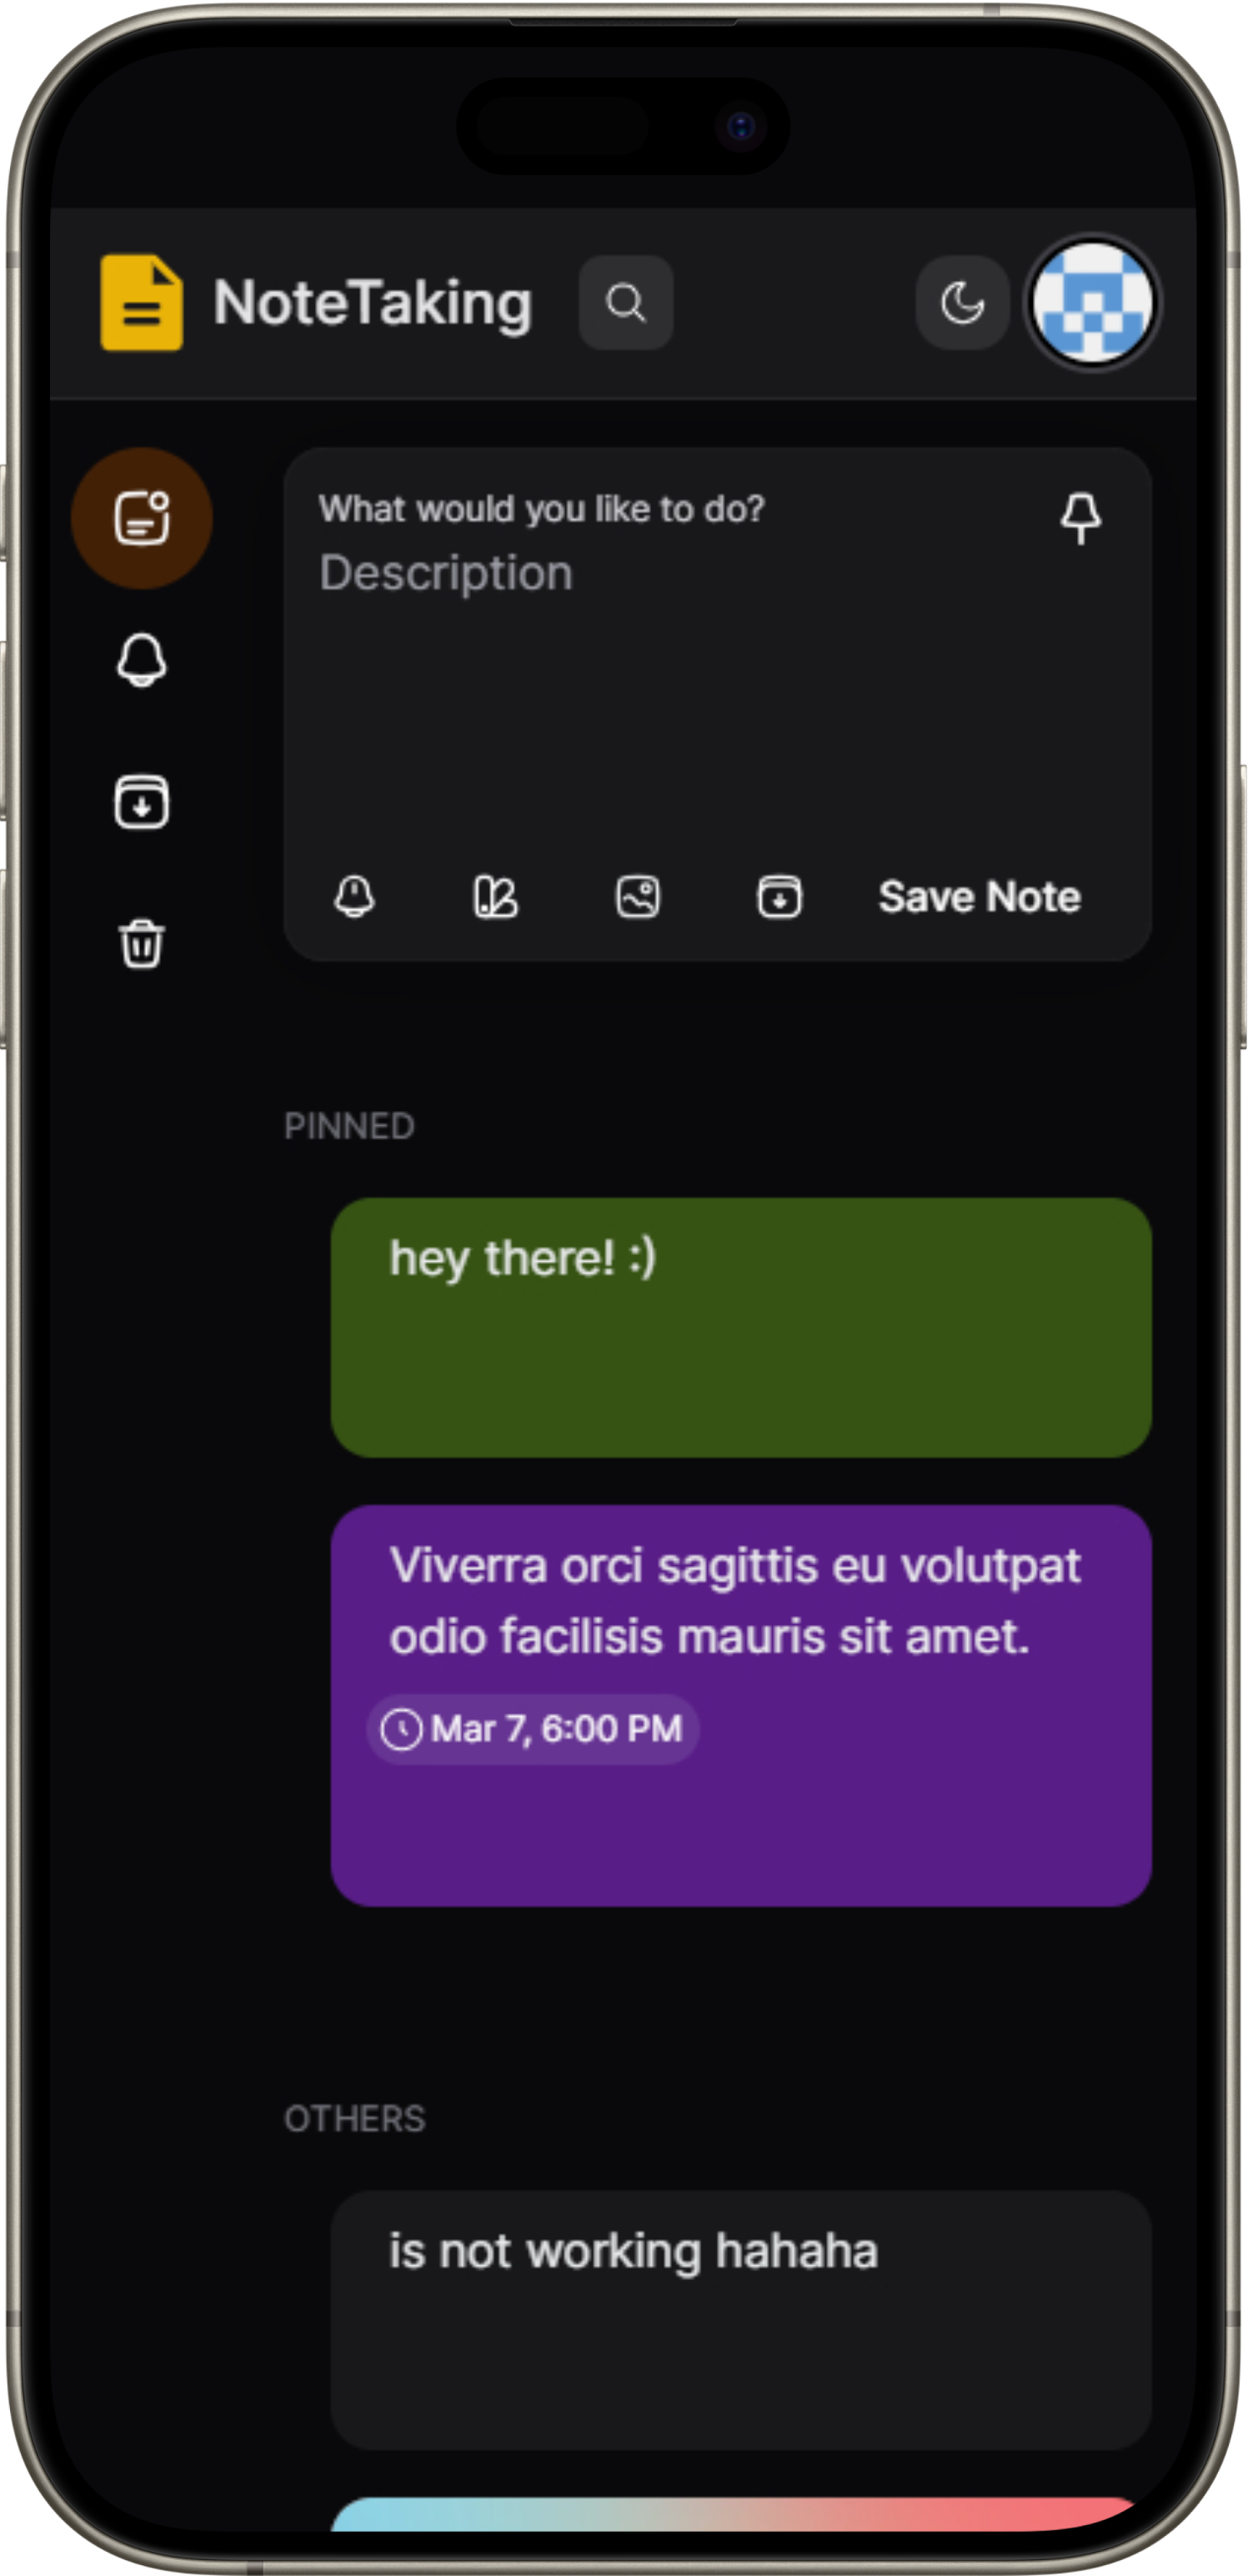 NoteTaking
What would you like to do?
Description
Save Note
PINNED
hey there! :)
Viverra orci sagittis eu volutpat
odio facilisis mauris sit amet.
Mar 7, 6:00 PM
OTHERS
is not working hahaha